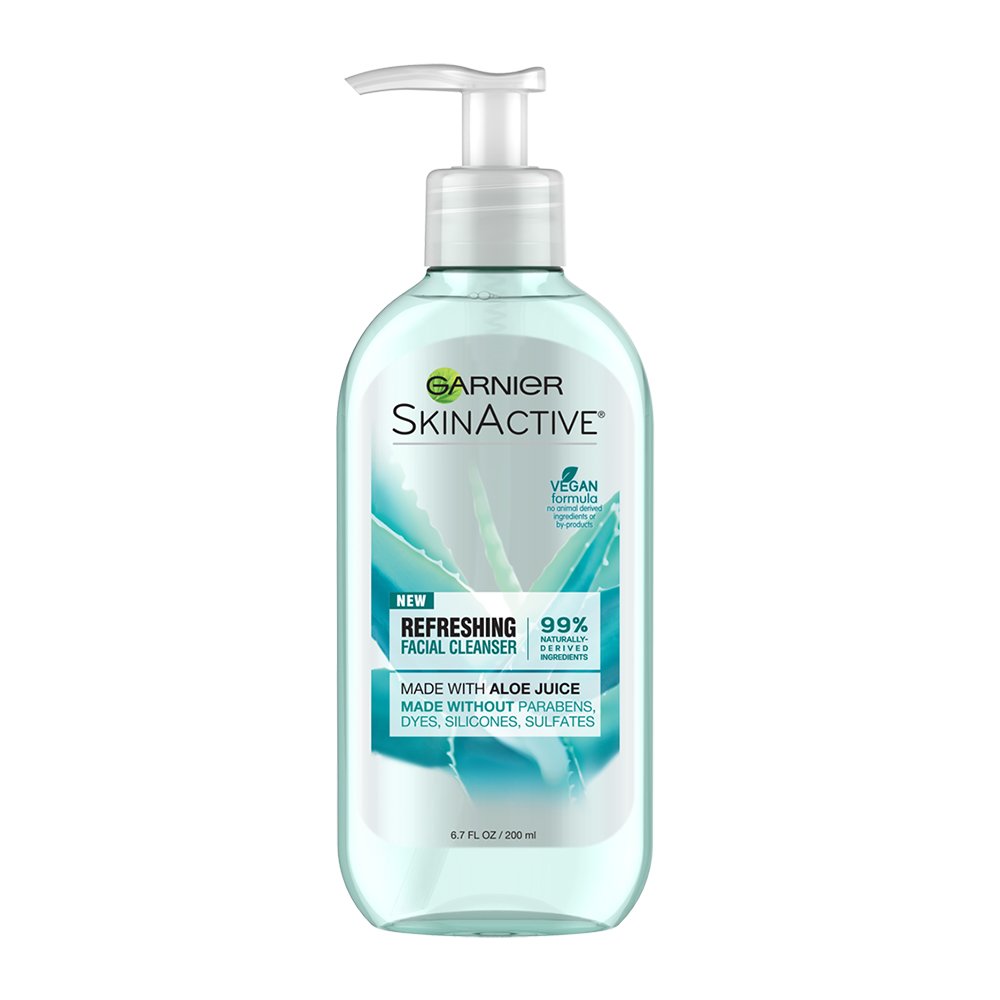 GARNIER
SKINACTIVE®
VEGAN
formula
no animal derived
ingredients or
by-products
NEW
REFRESHING
FACIAL CLEANSER
99%
NATURALLY-
DERIVED
INGREDIENTS
MADE WITH ALOE JUICE
MADE WITHOUT PARABENS,
DYES, SILICONES, SULFATES
6.7 FL OZ / 200 ml